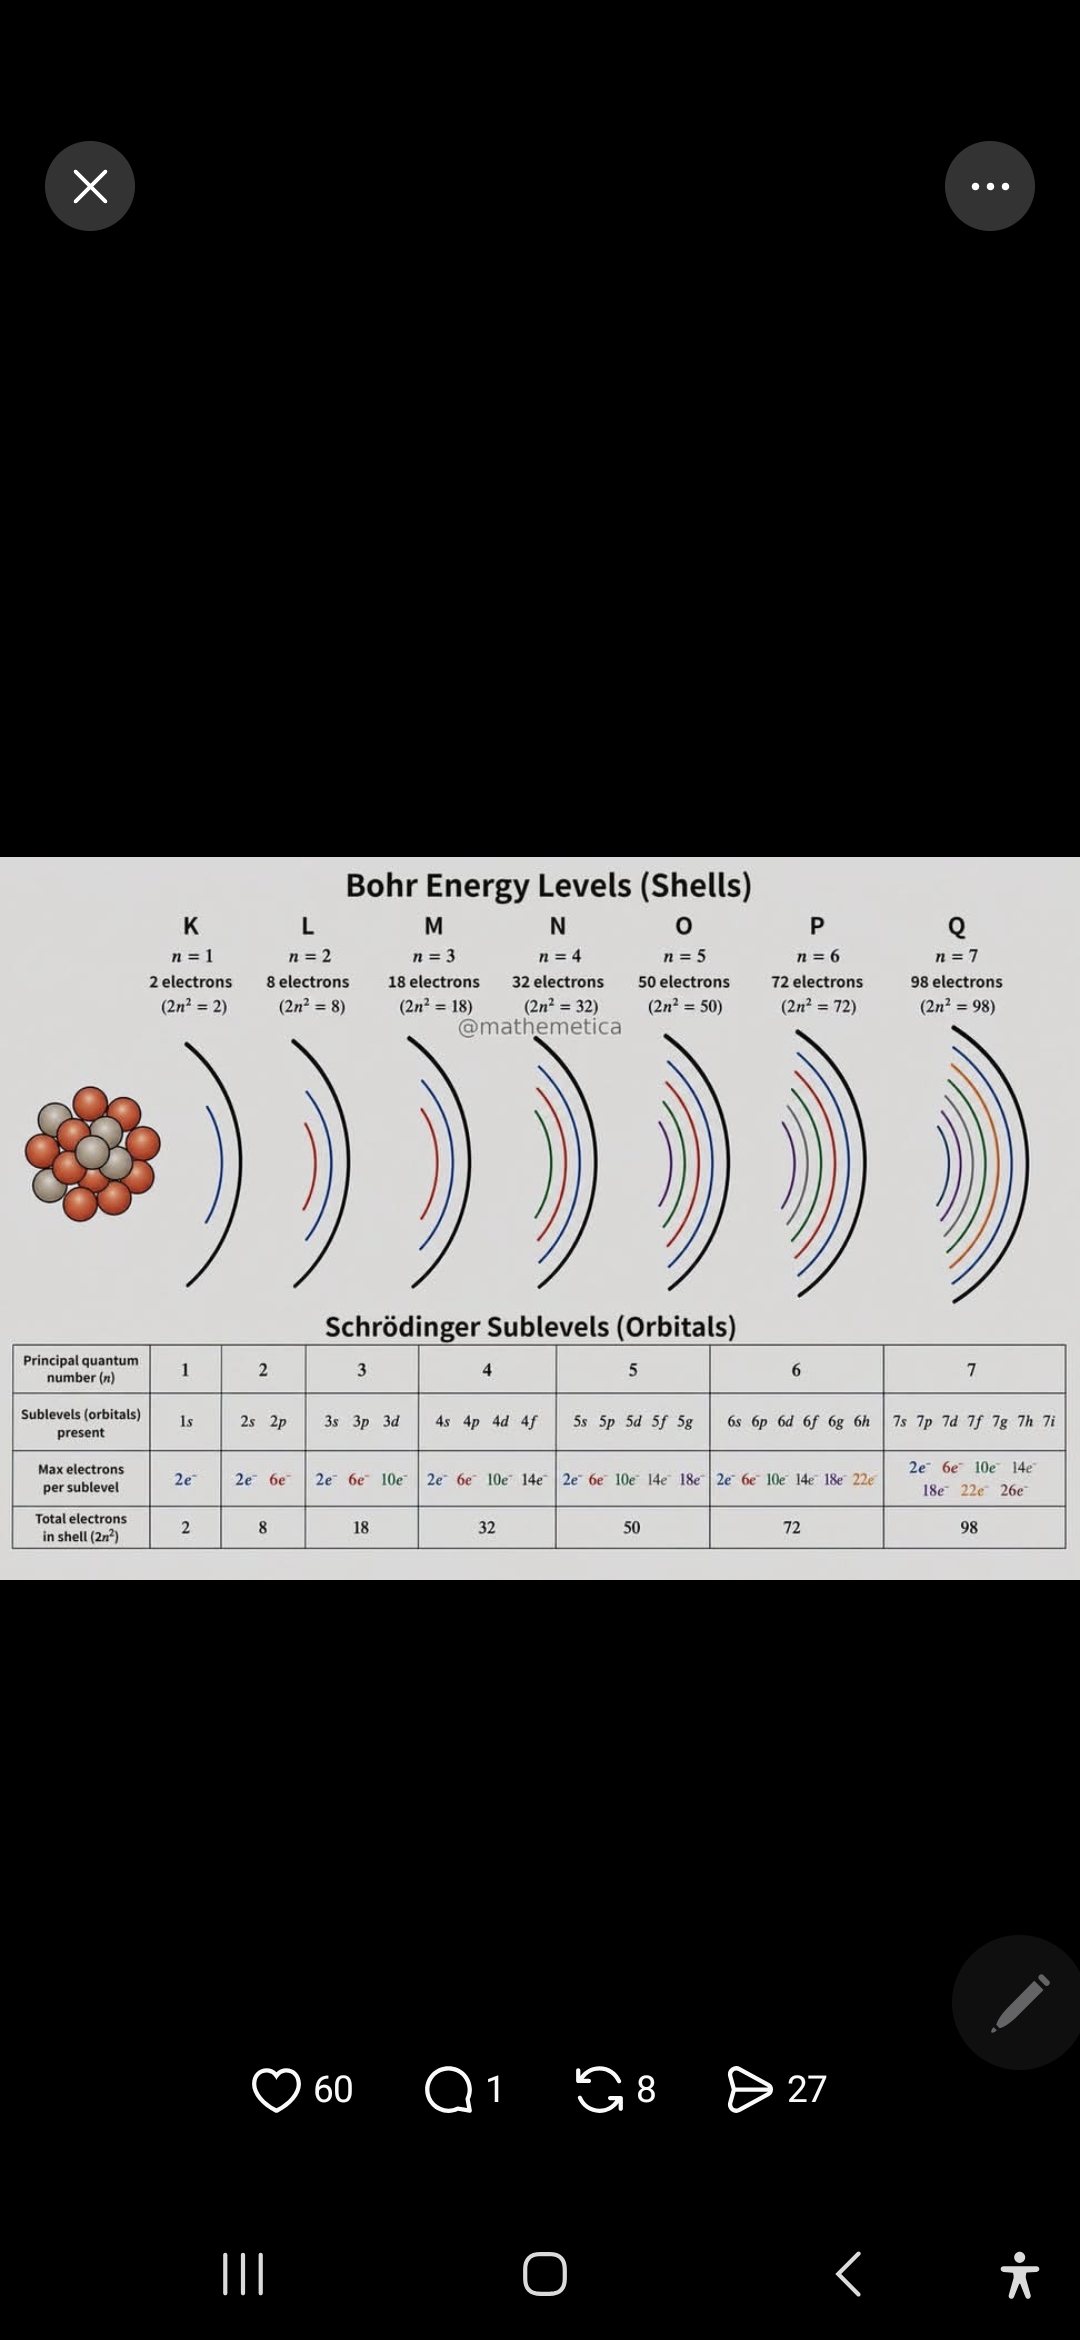 Bohr Energy Levels (Shells)
K L M N O P Q
n = 1 n = 2 n = 3 n = 4 n = 5 n = 6 n = 7
2 electrons 8 electrons 18 electrons 32 electrons 50 electrons 72 electrons 98 electrons
(2n² = 2) (2n² = 8) (2n² = 18) (2n² = 32) (2n² = 50) (2n² = 72) (2n² = 98)
@mathemetica
Schrödinger Sublevels (Orbitals)
Principal quantum
number (n) 1 2 3 4 5 6 7
Sublevels (orbitals)
present 1s 2s 2p 3s 3p 3d 4s 4p 4d 4f 5s 5p 5d 5f 5g 6s 6p 6d 6f 6g 6h 7s 7p 7d 7f 7g 7h 7i
Max electrons
per sublevel 2e⁻ 2e⁻ 6e⁻ 2e⁻ 6e⁻ 10e⁻ 2e⁻ 6e⁻ 10e⁻ 14e⁻ 2e⁻ 6e⁻ 10e⁻ 14e⁻ 18e⁻ 2e⁻ 6e⁻ 10e⁻ 14e⁻ 18e⁻ 22e⁻ 2e⁻ 6e⁻ 10e⁻ 14e⁻
18e⁻ 22e⁻ 26e⁻
Total electrons
in shell (2n²) 2 8 18 32 50 72 98
60 1 8 27